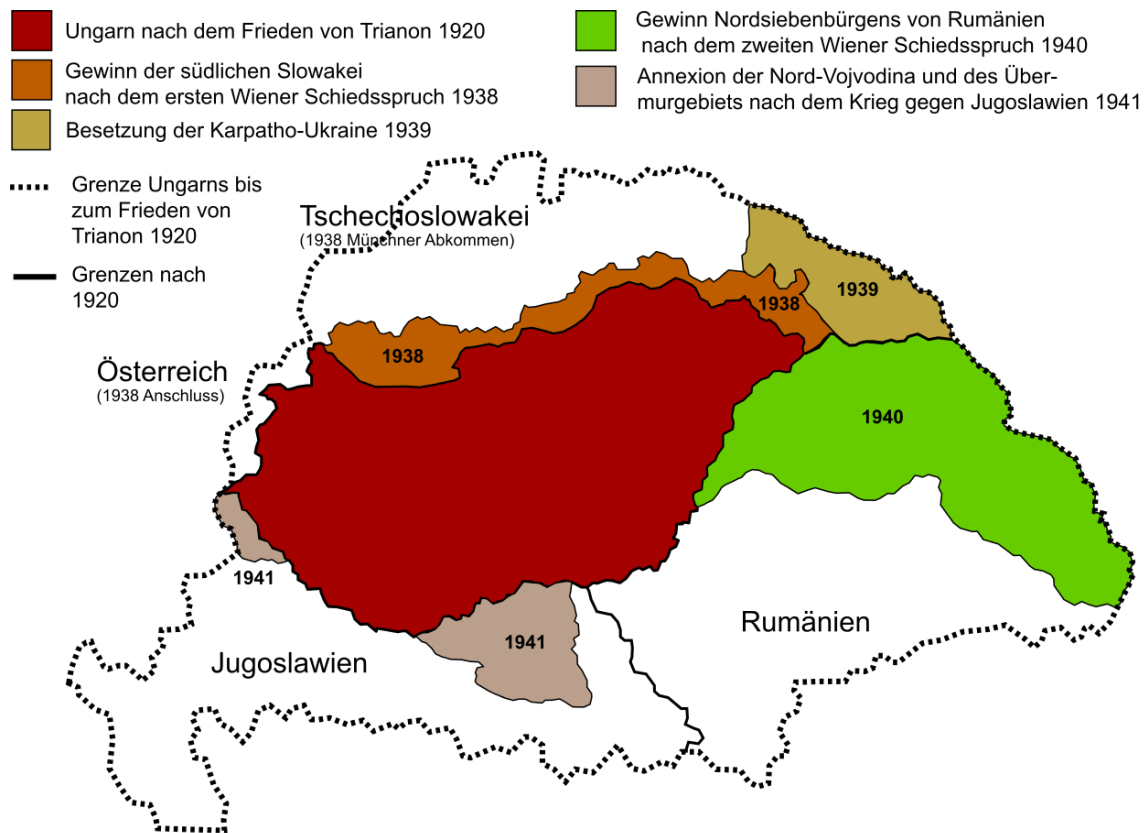 Ungarn nach dem Frieden von Trianon 1920
Gewinn der südlichen Slowakei
nach dem ersten Wiener Schiedsspruch 1938
Besetzung der Karpatho-Ukraine 1939
Grenze Ungarns bis
zum Frieden von
Trianon 1920
Grenzen nach
1920
Gewinn Nordsiebenbürgens von Rumänien
nach dem zweiten Wiener Schiedsspruch 1940
Annexion der Nord-Vojvodina und des Über-
murgebiets nach dem Krieg gegen Jugoslawien 1941
Tschechoslowakei
(1938 Münchner Abkommen)
1939
1938
1938
Österreich
(1938 Anschluss)
1940
1941
Rumänien
1941
Jugoslawien